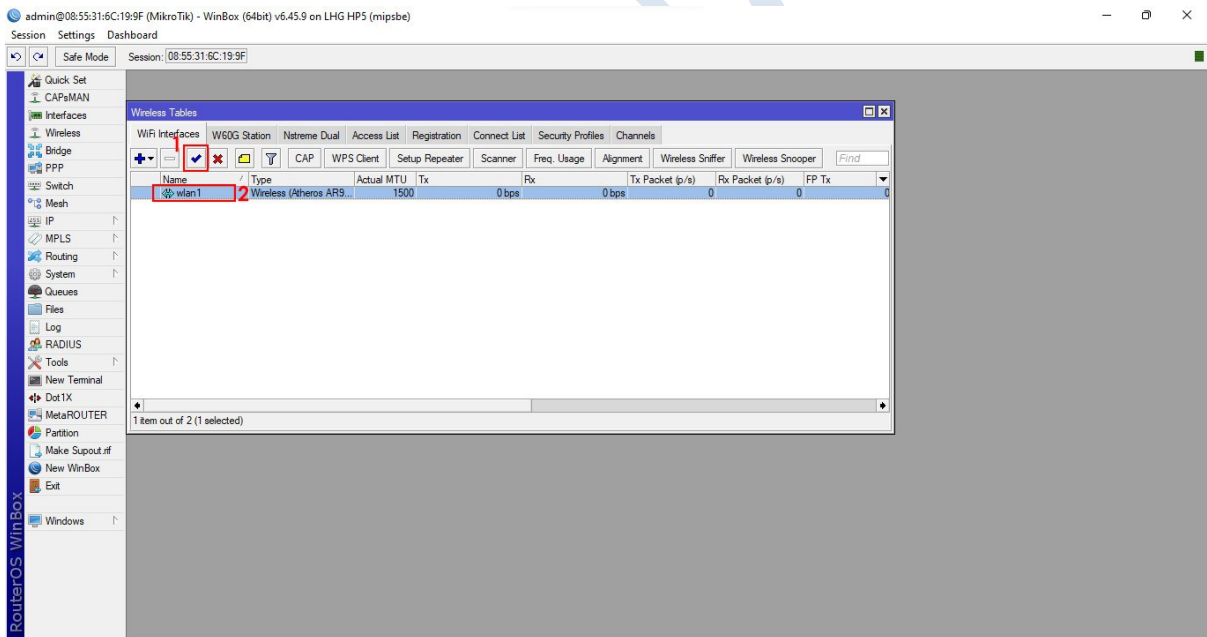 admin@08:55:31:6C:19:9F (MikroTik) - WinBox (64bit) v6.45.9 on LHG HP5 (mipsbe)
Session Settings Dashboard
Safe Mode Session: 08:55:31:6C:19:9F
Quick Set
CAPsMAN
Interfaces
Wireless
Bridge
PPP
Switch
Mesh
IP
MPLS
Routing
System
Queues
Files
Log
RADIUS
Tools
New Terminal
Dot1X
MetaROUTER
Partition
Make Supout.rif
New WinBox
Exit
Windows
RouterOS WinBox
Wireless Tables
WiFi Interfaces W60G Station Nstreme Dual Access List Registration Connect List Security Profiles Channels
1
CAP WPS Client Setup Repeater Scanner Freq. Usage Alignment Wireless Sniffer Wireless Snooper Find
Name / Type Actual MTU Tx Rx Tx Packet (p/s) Rx Packet (p/s) FP Tx
wlan1 2 Wireless (Atheros AR9... 1500 0 bps 0 bps 0 0 0
1 item out of 2 (1 selected)